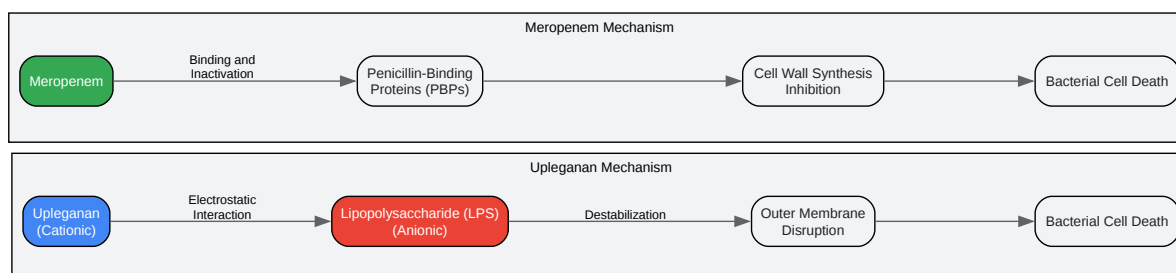 Meropenem Mechanism
Meropenem
Binding and
Inactivation
Penicillin-Binding
Proteins (PBPs)
Cell Wall Synthesis
Inhibition
Bacterial Cell Death
Upleganan Mechanism
Upleganan
(Cationic)
Electrostatic
Interaction
Lipopolysaccharide (LPS)
(Anionic)
Destabilization
Outer Membrane
Disruption
Bacterial Cell Death